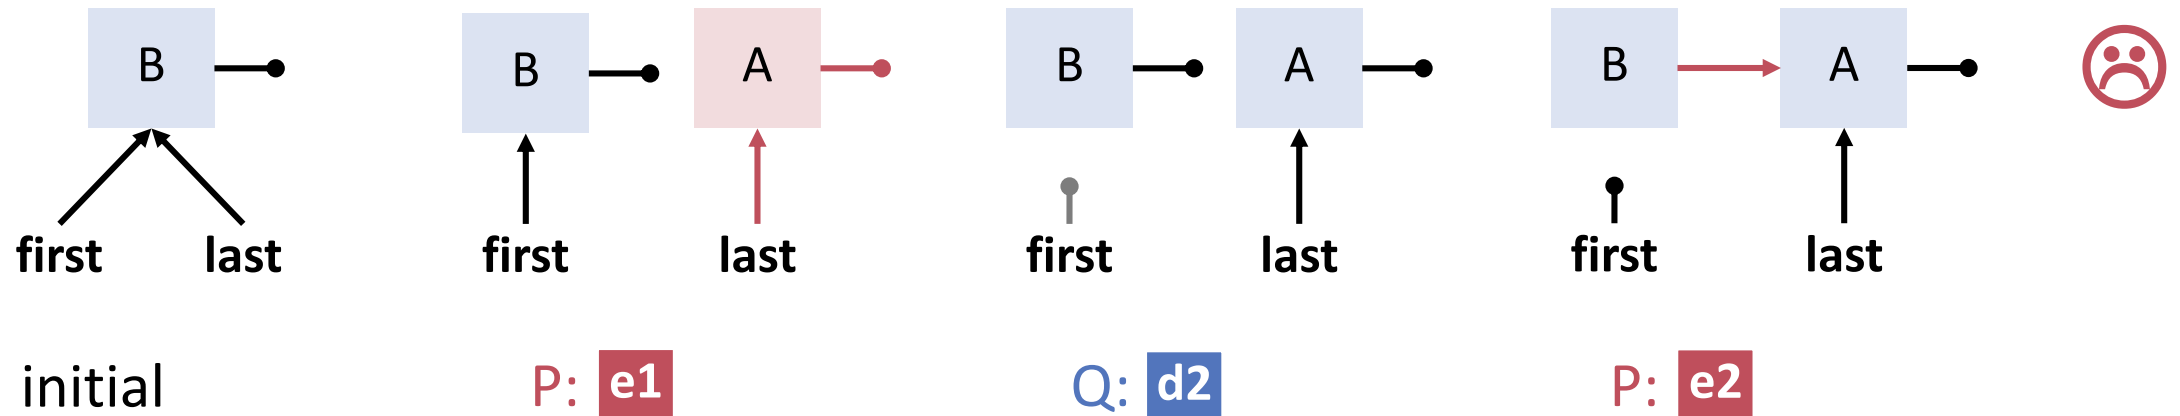 B B A B A B A
first last first last first last first last
initial P: e1 Q: d2 P: e2